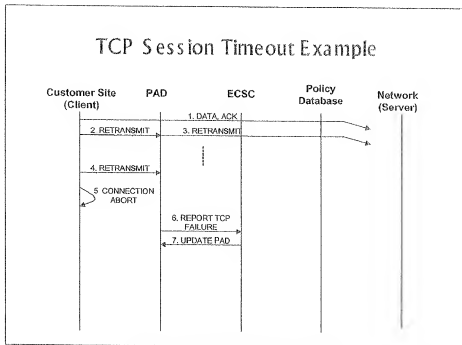 TCP Session Timeout Example
Customer Site
(Client)
PAD
ECSC
Policy
Database
Network
(Server)
1. DATA, ACK
2. RETRANSMIT
3. RETRANSMIT
4. RETRANSMIT
5 CONNECTION
ABORT
6. REPORT TCP
FAILURE
7. UPDATE PAD